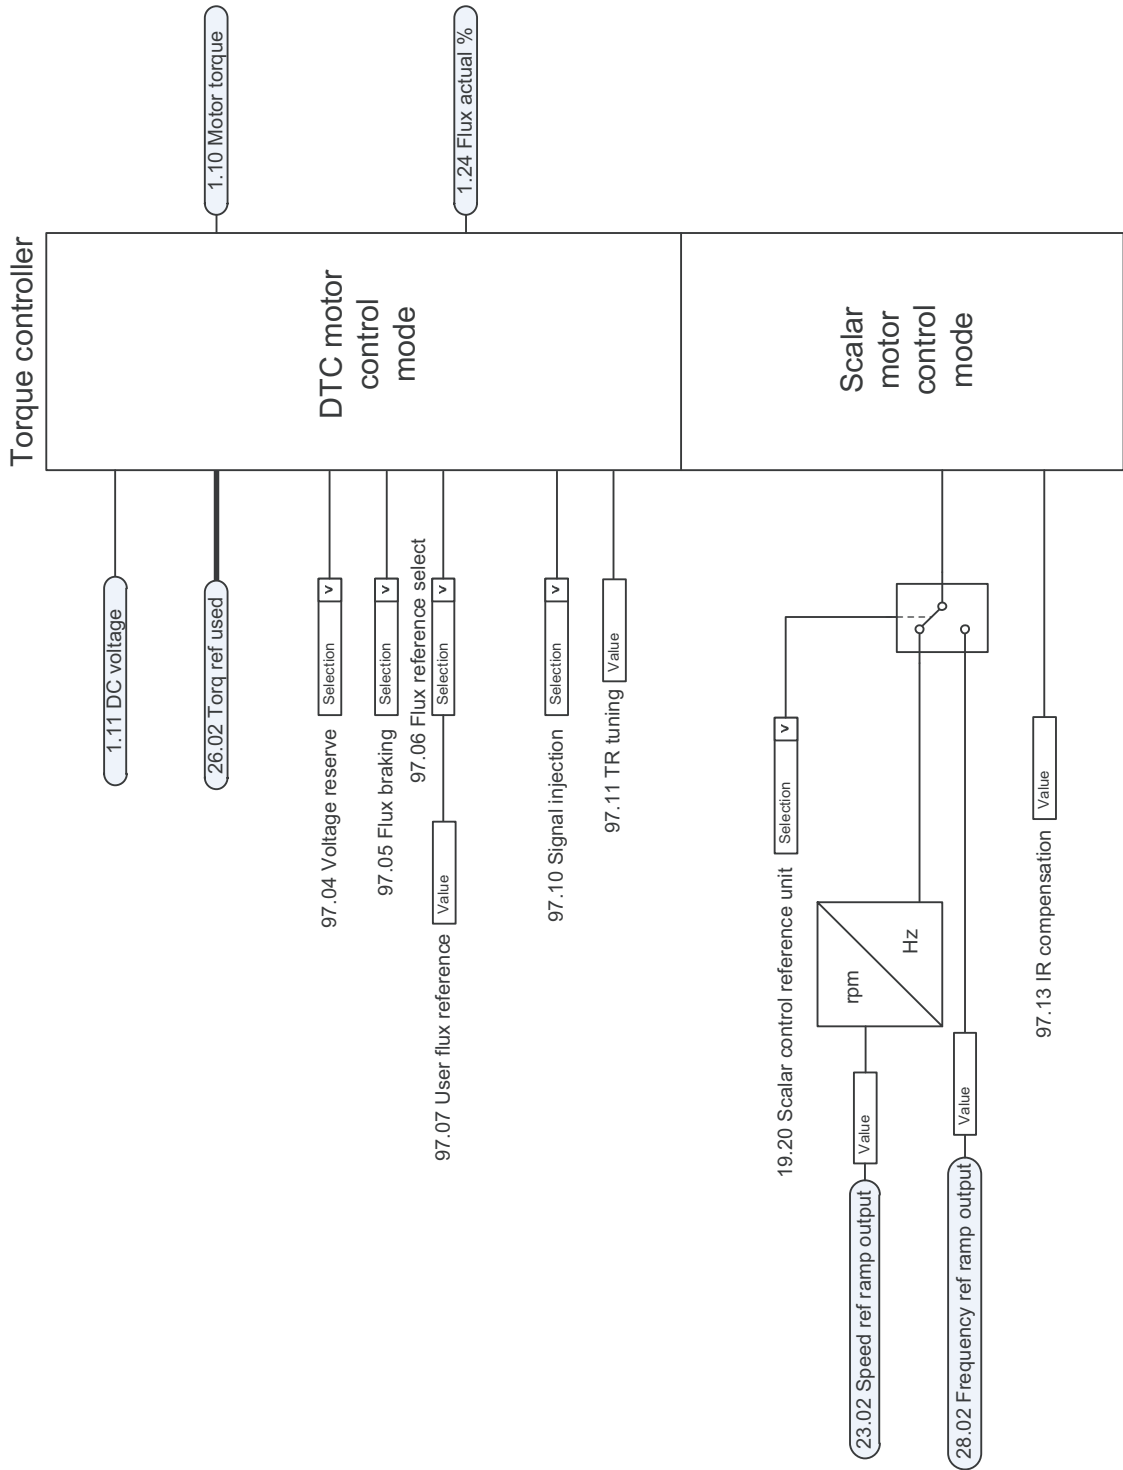 Torque controller
1.11 DC voltage
26.02 Torq ref used
97.04 Voltage reserve
Selection
v
97.05 Flux braking
Selection
v
97.06 Flux reference select
97.07 User flux reference
Value
Selection
v
97.10 Signal injection
Selection
v
97.11 TR tuning
Value
DTC motor
control
mode
1.10 Motor torque
1.24 Flux actual %
19.20 Scalar control reference unit
Selection
v
23.02 Speed ref ramp output
Value
rpm
Hz
28.02 Frequency ref ramp output
Value
97.13 IR compensation
Value
Scalar
motor
control
mode